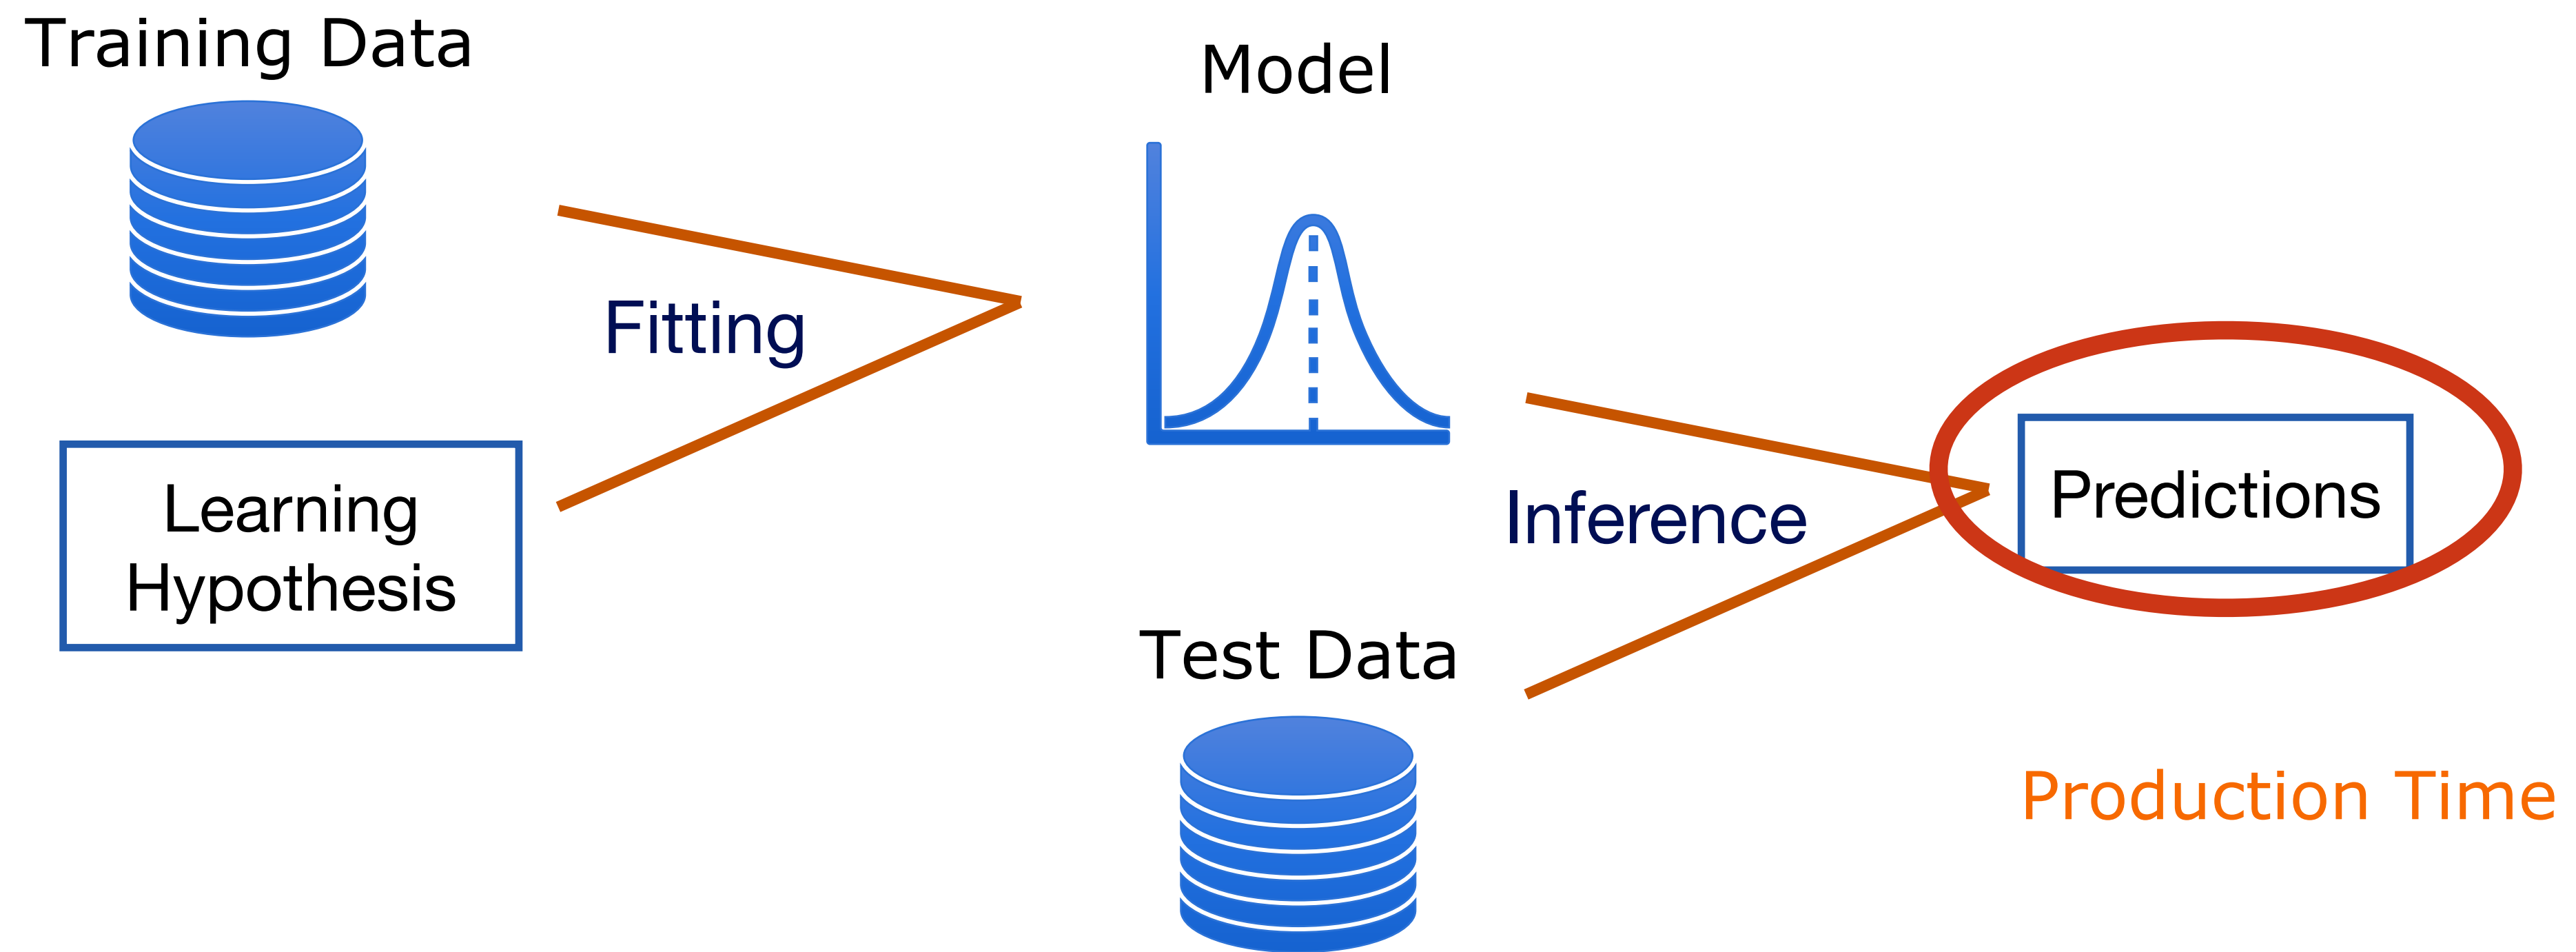 Training Data
Model
Fitting
Learning
Hypothesis
Inference
Predictions
Test Data
Production Time